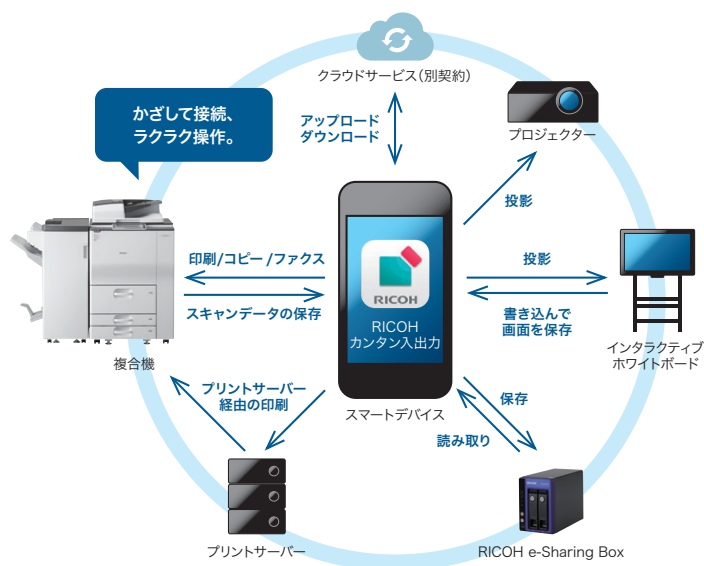 クラウドサービス（別契約）
かざして接続、
ラクラク操作。
アップロード
ダウンロード
プロジェクター
投影
印刷/コピー/ファクス
スキャンデータの保存
複合機
RICOH
RICOH
カンタン入出力
スマートデバイス
投影
書き込んで
画面を保存
インタラクティブ
ホワイトボード
プリントサーバー
経由の印刷
保存
読み取り
プリントサーバー
RICOH e-Sharing Box